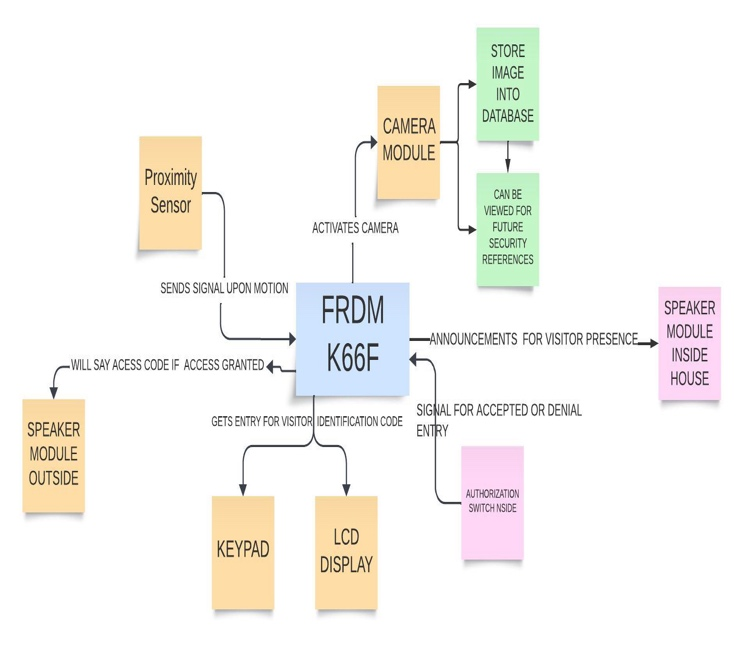 STORE
IMAGE
INTO
DATABASE
CAMERA
MODULE
Proximity
Sensor
CAN BE
VIEWED FOR
FUTURE
SECURITY
REFERENCES
ACTIVATES CAMERA
SENDS SIGNAL UPON MOTION
FRDM
K66F
ANNOUNCEMENTS FOR VISITOR PRESENCE
SPEAKER
MODULE
INSIDE
HOUSE
WILL SAY ACESS CODE IF ACCESS GRANTED
SPEAKER
MODULE
OUTSIDE
GETS ENTRY FOR VISITOR IDENTIFICATION CODE
SIGNAL FOR ACCEPTED OR DENIAL
ENTRY
AUTHORIZATION
SWITCH NSIDE
KEYPAD
LCD
DISPLAY